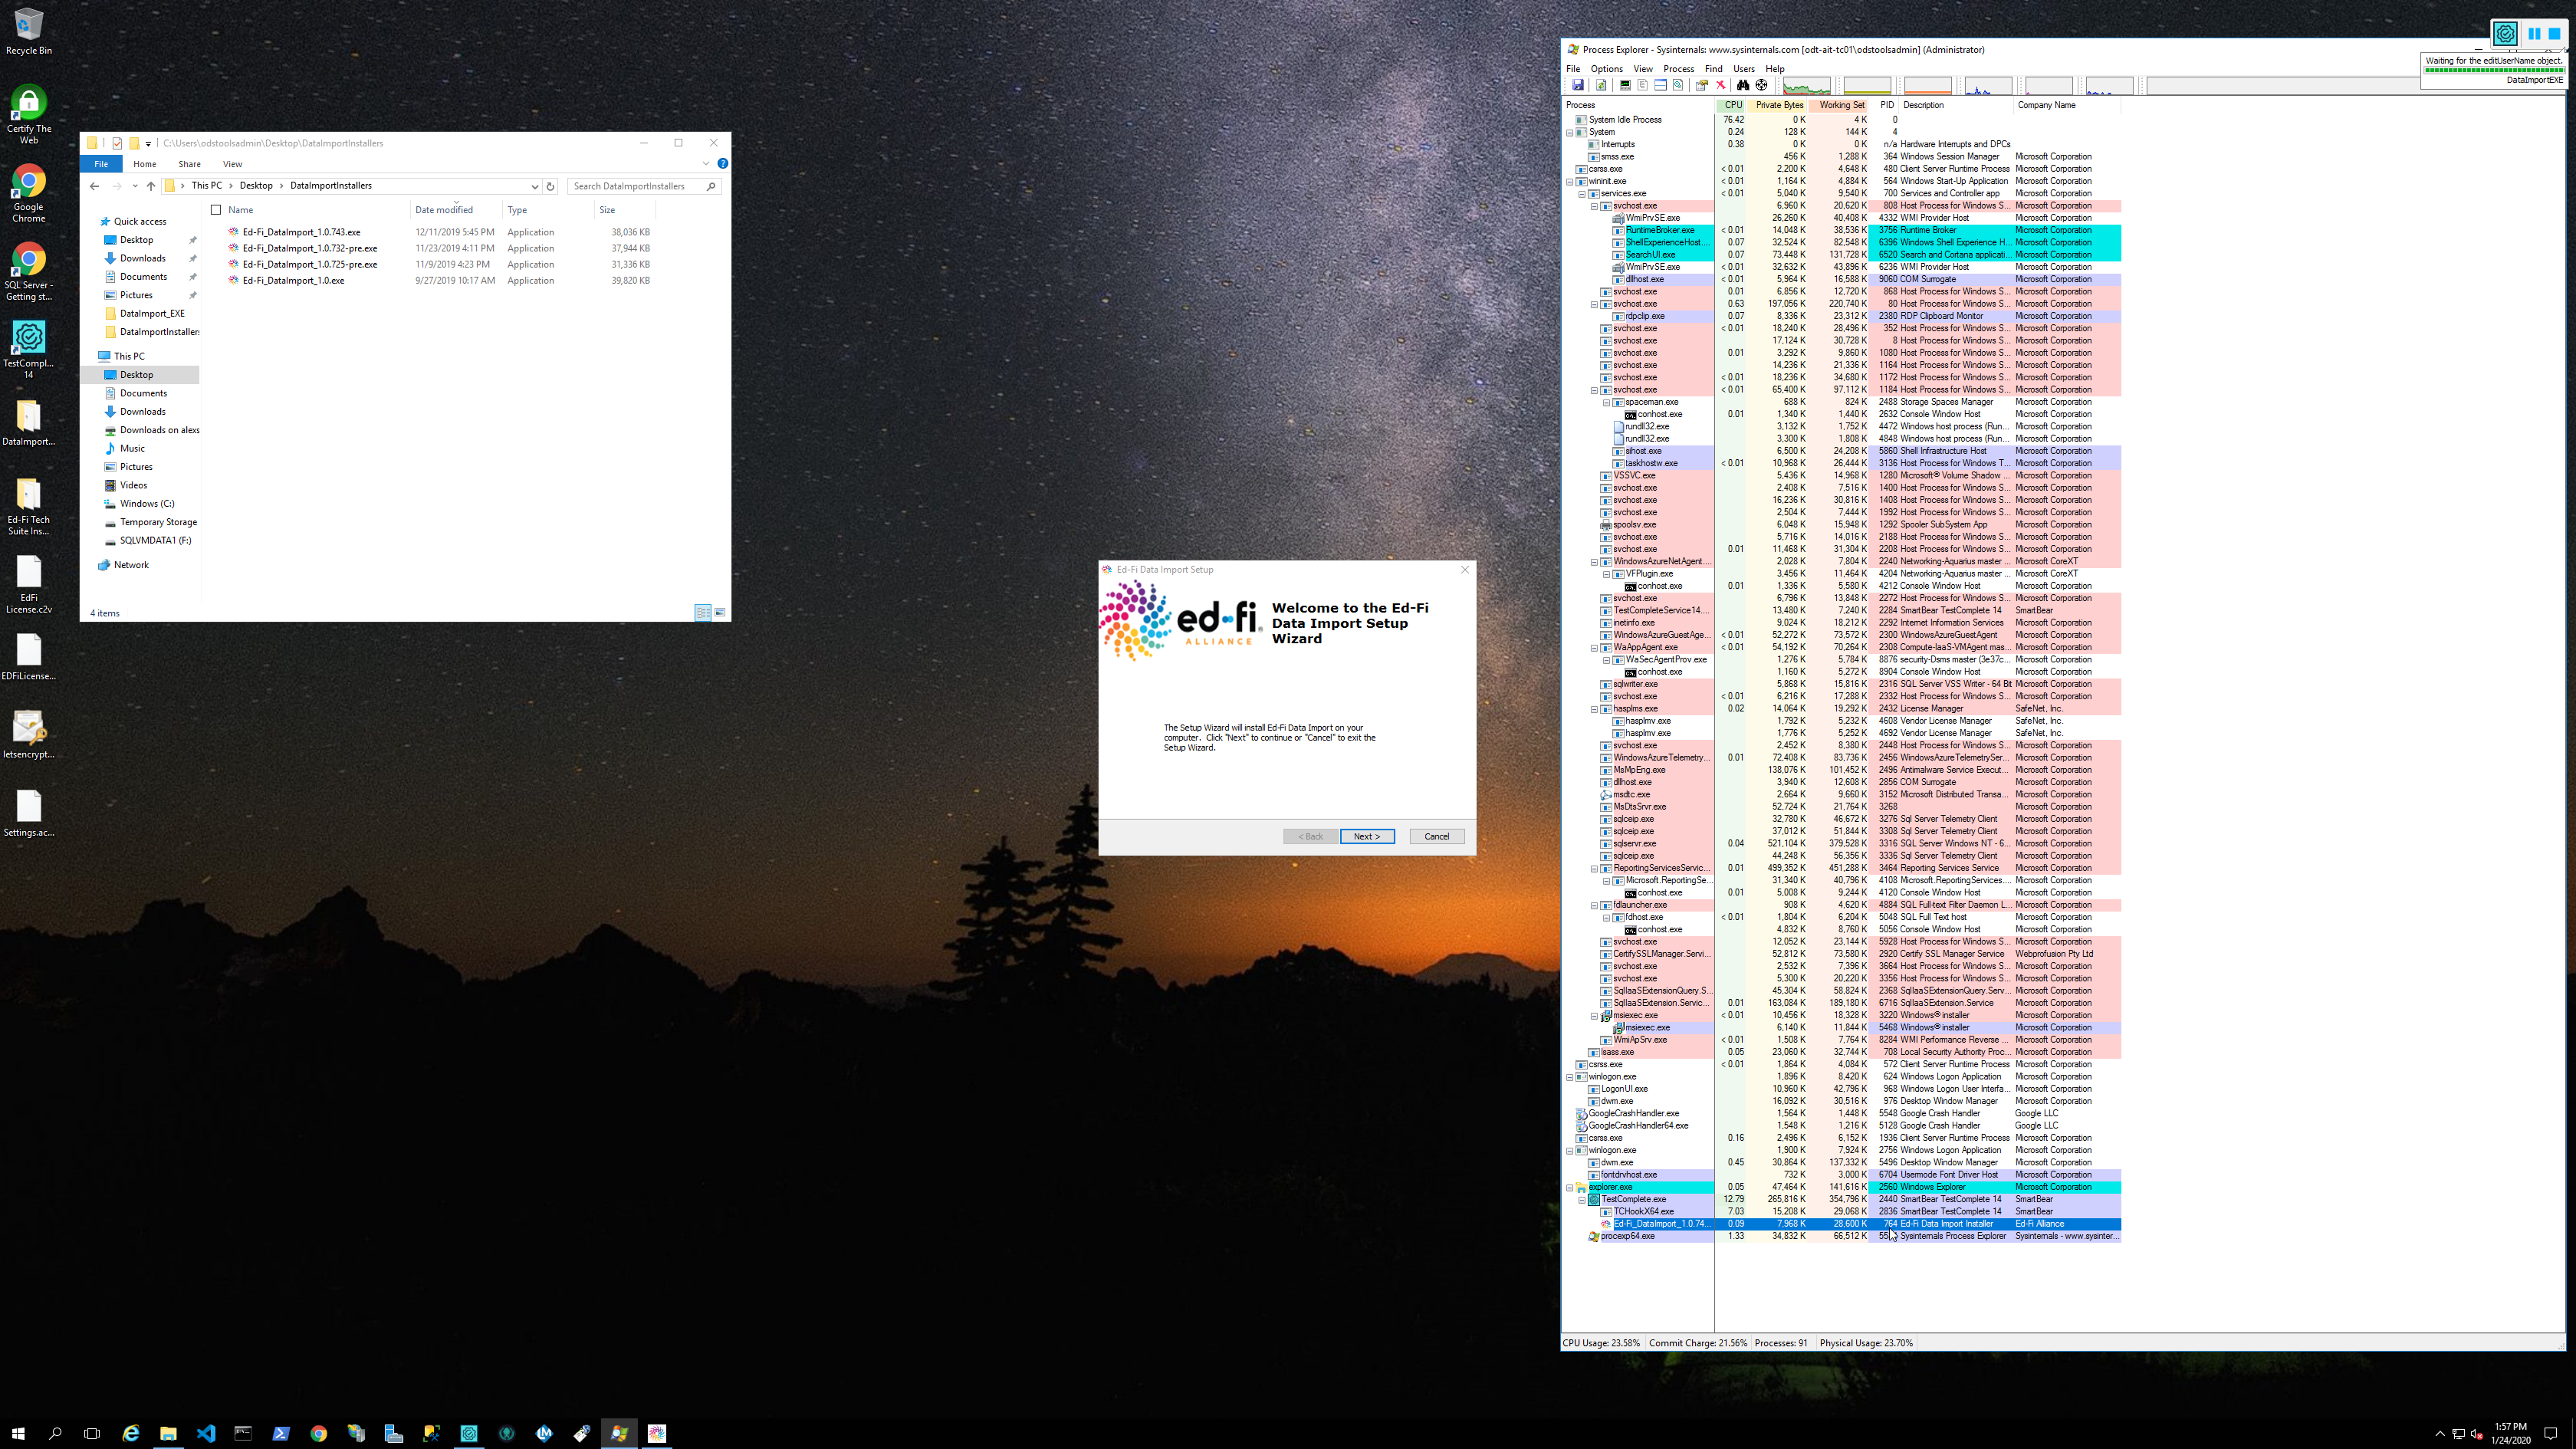 Recycle Bin
Certify The
Web
Google
Chrome
SQL Server -
Getting st...
TestCompl...
14
DataImport...
Ed-Fi Tech
Suite Ins...
EdFi
License.c2v
EDFiLicense...
letsencrypt...
Settings.ac...
C:\Users\odstoolsadmin\Desktop\DataImportInstallers
File Home Share View
This PC Desktop DataImportInstallers
Search DataImportInstallers
Name Date modified Type Size
Ed-Fi_DataImport_1.0.743.exe 12/11/2019 5:45 PM Application 38,036 KB
Ed-Fi_DataImport_1.0.732-pre.exe 11/23/2019 4:11 PM Application 37,944 KB
Ed-Fi_DataImport_1.0.725-pre.exe 11/9/2019 4:23 PM Application 31,336 KB
Ed-Fi_DataImport_1.0.exe 9/27/2019 10:17 AM Application 39,820 KB
Quick access
Desktop
Downloads
Documents
Pictures
DataImport_EXE
DataImportInstallers
This PC
Desktop
Documents
Downloads
Downloads on alexs
Music
Pictures
Videos
Windows (C:)
Temporary Storage
SQLVMDATA1 (F:)
Network
4 items
Ed-Fi Data Import Setup
ed-fi
ALLIANCE
Welcome to the Ed-Fi
Data Import Setup
Wizard
The Setup Wizard will install Ed-Fi Data Import on your
computer. Click "Next" to continue or "Cancel" to exit the
Setup Wizard.
< Back Next > Cancel
Process Explorer - Sysinternals: www.sysinternals.com [odt-ait-tc01\odstoolsadmin] (Administrator)
File Options View Process Find Users Help
Waiting for the editUserName object.
DataImportEXE
Process CPU Private Bytes Working Set PID Description Company Name
System Idle Process 76.42 0 K 4 K 0
System 0.24 128 K 144 K 4
Interrupts 0.38 0 K 0 K n/a Hardware Interrupts and DPCs
smss.exe 456 K 1,288 K 364 Windows Session Manager Microsoft Corporation
csrss.exe < 0.01 2,200 K 4,648 K 480 Client Server Runtime Process Microsoft Corporation
wininit.exe < 0.01 1,164 K 4,884 K 564 Windows Start-Up Application Microsoft Corporation
services.exe < 0.01 5,040 K 9,540 K 700 Services and Controller app Microsoft Corporation
svchost.exe 6,960 K 20,620 K 808 Host Process for Windows S... Microsoft Corporation
WmiPrvSE.exe 26,260 K 40,408 K 4332 WMI Provider Host Microsoft Corporation
RuntimeBroker.exe < 0.01 14,048 K 38,536 K 3756 Runtime Broker Microsoft Corporation
ShellExperienceHost.... 0.07 32,524 K 82,548 K 6396 Windows Shell Experience H... Microsoft Corporation
SearchUI.exe 0.07 73,448 K 131,728 K 6520 Search and Cortana applicati... Microsoft Corporation
WmiPrvSE.exe < 0.01 32,632 K 43,896 K 6236 WMI Provider Host Microsoft Corporation
dllhost.exe < 0.01 5,964 K 16,588 K 9060 COM Surrogate Microsoft Corporation
svchost.exe 0.01 6,856 K 12,720 K 868 Host Process for Windows S... Microsoft Corporation
svchost.exe 0.63 197,056 K 220,740 K 80 Host Process for Windows S... Microsoft Corporation
rdpclip.exe 0.07 8,336 K 23,312 K 2380 RDP Clipboard Monitor Microsoft Corporation
svchost.exe < 0.01 18,240 K 28,496 K 352 Host Process for Windows S... Microsoft Corporation
svchost.exe 17,124 K 30,728 K 8 Host Process for Windows S... Microsoft Corporation
svchost.exe 0.01 3,292 K 9,860 K 1080 Host Process for Windows S... Microsoft Corporation
svchost.exe 14,236 K 21,336 K 1164 Host Process for Windows S... Microsoft Corporation
svchost.exe < 0.01 18,236 K 34,680 K 1172 Host Process for Windows S... Microsoft Corporation
svchost.exe < 0.01 65,400 K 97,112 K 1184 Host Process for Windows S... Microsoft Corporation
spaceman.exe 688 K 824 K 2488 Storage Spaces Manager Microsoft Corporation
conhost.exe 0.01 1,340 K 1,440 K 2632 Console Window Host Microsoft Corporation
rundll32.exe 3,132 K 1,752 K 4472 Windows host process (Run... Microsoft Corporation
rundll32.exe 3,300 K 1,808 K 4848 Windows host process (Run... Microsoft Corporation
sihost.exe 6,500 K 24,208 K 5860 Shell Infrastructure Host Microsoft Corporation
taskhostw.exe < 0.01 10,968 K 26,444 K 3136 Host Process for Windows T... Microsoft Corporation
VSSVC.exe 5,436 K 14,968 K 1280 Microsoft® Volume Shadow ... Microsoft Corporation
svchost.exe 2,408 K 7,516 K 1400 Host Process for Windows S... Microsoft Corporation
svchost.exe 16,236 K 30,816 K 1408 Host Process for Windows S... Microsoft Corporation
svchost.exe 2,504 K 7,444 K 1992 Host Process for Windows S... Microsoft Corporation
spoolsv.exe 6,048 K 15,948 K 1292 Spooler SubSystem App Microsoft Corporation
svchost.exe 5,716 K 14,016 K 2188 Host Process for Windows S... Microsoft Corporation
svchost.exe 0.01 11,468 K 31,304 K 2208 Host Process for Windows S... Microsoft Corporation
WindowsAzureNetAgent.... 2,028 K 7,804 K 2240 Networking-Aquarius master ... Microsoft CoreXT
VFPlugin.exe 3,456 K 11,464 K 4204 Networking-Aquarius master ... Microsoft CoreXT
conhost.exe 0.01 1,336 K 5,580 K 4212 Console Window Host Microsoft Corporation
svchost.exe 6,796 K 13,848 K 2272 Host Process for Windows S... Microsoft Corporation
TestCompleteService14.... 13,480 K 7,240 K 2284 SmartBear TestComplete 14 SmartBear
inetinfo.exe 9,024 K 18,212 K 2292 Internet Information Services Microsoft Corporation
WindowsAzureGuestAge... < 0.01 52,272 K 73,572 K 2300 WindowsAzureGuestAgent Microsoft Corporation
WaAppAgent.exe < 0.01 54,192 K 70,264 K 2308 Compute-IaaS-VMAgent mas... Microsoft Corporation
WaSecAgentProv.exe 1,276 K 5,784 K 8876 security-Dsms master (3e37c... Microsoft Corporation
conhost.exe 1,160 K 5,272 K 8904 Console Window Host Microsoft Corporation
sqlwriter.exe 5,868 K 15,816 K 2316 SQL Server VSS Writer - 64 Bit Microsoft Corporation
svchost.exe < 0.01 6,216 K 17,288 K 2332 Host Process for Windows S... Microsoft Corporation
hasplms.exe 0.02 14,064 K 19,292 K 2432 License Manager SafeNet, Inc.
hasplmv.exe 1,792 K 5,232 K 4608 Vendor License Manager SafeNet, Inc.
hasplmv.exe 1,776 K 5,252 K 4692 Vendor License Manager SafeNet, Inc.
svchost.exe 2,452 K 8,380 K 2448 Host Process for Windows S... Microsoft Corporation
WindowsAzureTelemetry... 0.01 72,408 K 83,736 K 2456 WindowsAzureTelemetrySer... Microsoft Corporation
MsMpEng.exe 138,076 K 101,452 K 2496 Antimalware Service Execut... Microsoft Corporation
dllhost.exe 3,940 K 12,608 K 2856 COM Surrogate Microsoft Corporation
msdtc.exe 2,664 K 9,660 K 3152 Microsoft Distributed Transa... Microsoft Corporation
MsDtsSrvr.exe 52,724 K 21,764 K 3268 Microsoft Corporation
sqlceip.exe 32,780 K 46,672 K 3276 Sql Server Telemetry Client Microsoft Corporation
sqlceip.exe 37,012 K 51,844 K 3308 Sql Server Telemetry Client Microsoft Corporation
sqlservr.exe 0.04 521,104 K 379,528 K 3316 SQL Server Windows NT - 6... Microsoft Corporation
sqlceip.exe 44,248 K 56,356 K 3336 Sql Server Telemetry Client Microsoft Corporation
ReportingServicesServic... 0.01 499,352 K 451,288 K 3464 Reporting Services Service Microsoft Corporation
Microsoft.ReportingSe... 31,340 K 40,796 K 4108 Microsoft.ReportingServices.... Microsoft Corporation
conhost.exe 0.01 5,008 K 9,244 K 4120 Console Window Host Microsoft Corporation
fdlauncher.exe 908 K 4,620 K 4884 SQL Full-text Filter Daemon L... Microsoft Corporation
fdhost.exe < 0.01 1,804 K 6,204 K 5048 SQL Full Text host Microsoft Corporation
conhost.exe 4,832 K 8,760 K 5056 Console Window Host Microsoft Corporation
svchost.exe 12,052 K 23,144 K 5928 Host Process for Windows S... Microsoft Corporation
CertifySSLManager.Servi... 52,812 K 73,580 K 2920 Certify SSL Manager Service Webprofusion Pty Ltd
svchost.exe 2,532 K 7,396 K 3664 Host Process for Windows S... Microsoft Corporation
svchost.exe 5,300 K 20,220 K 3356 Host Process for Windows S... Microsoft Corporation
SqlIaaSExtensionQuery.S... 45,304 K 58,824 K 2368 SqlIaaSExtensionQuery.Serv... Microsoft Corporation
SqlIaaSExtension.Servic... 0.01 163,084 K 189,180 K 6716 SqlIaaSExtension.Service Microsoft Corporation
msiexec.exe < 0.01 10,456 K 18,328 K 3220 Windows® installer Microsoft Corporation
msiexec.exe 6,140 K 11,844 K 5468 Windows® installer Microsoft Corporation
WmiApSrv.exe < 0.01 1,508 K 7,764 K 8284 WMI Performance Reverse ... Microsoft Corporation
lsass.exe 0.05 23,060 K 32,744 K 708 Local Security Authority Proc... Microsoft Corporation
csrss.exe < 0.01 1,864 K 4,084 K 572 Client Server Runtime Process Microsoft Corporation
winlogon.exe 1,896 K 8,420 K 624 Windows Logon Application Microsoft Corporation
LogonUI.exe 10,960 K 42,796 K 968 Windows Logon User Interfa... Microsoft Corporation
dwm.exe 16,092 K 30,516 K 976 Desktop Window Manager Microsoft Corporation
GoogleCrashHandler.exe 1,564 K 1,448 K 5548 Google Crash Handler Google LLC
GoogleCrashHandler64.exe 1,548 K 1,216 K 5128 Google Crash Handler Google LLC
csrss.exe 0.16 2,496 K 6,152 K 1936 Client Server Runtime Process Microsoft Corporation
winlogon.exe 1,900 K 7,924 K 2756 Windows Logon Application Microsoft Corporation
dwm.exe 0.45 30,864 K 137,332 K 5496 Desktop Window Manager Microsoft Corporation
fontdrvhost.exe 732 K 3,000 K 6704 Usermode Font Driver Host Microsoft Corporation
explorer.exe 0.05 47,464 K 141,616 K 2560 Windows Explorer Microsoft Corporation
TestComplete.exe 12.79 265,816 K 354,796 K 2440 SmartBear TestComplete 14 SmartBear
TCHookX64.exe 7.03 15,208 K 29,068 K 2836 SmartBear TestComplete 14 SmartBear
Ed-Fi_DataImport_1.0.74... 0.09 7,968 K 28,600 K 764 Ed-Fi Data Import Installer Ed-Fi Alliance
procexp64.exe 1.33 34,832 K 66,512 K Sysinternals Process Explorer Sysinternals - www.sysinter...
CPU Usage: 23.58% Commit Charge: 21.56% Processes: 91 Physical Usage: 23.70%
1:57 PM
1/24/2020